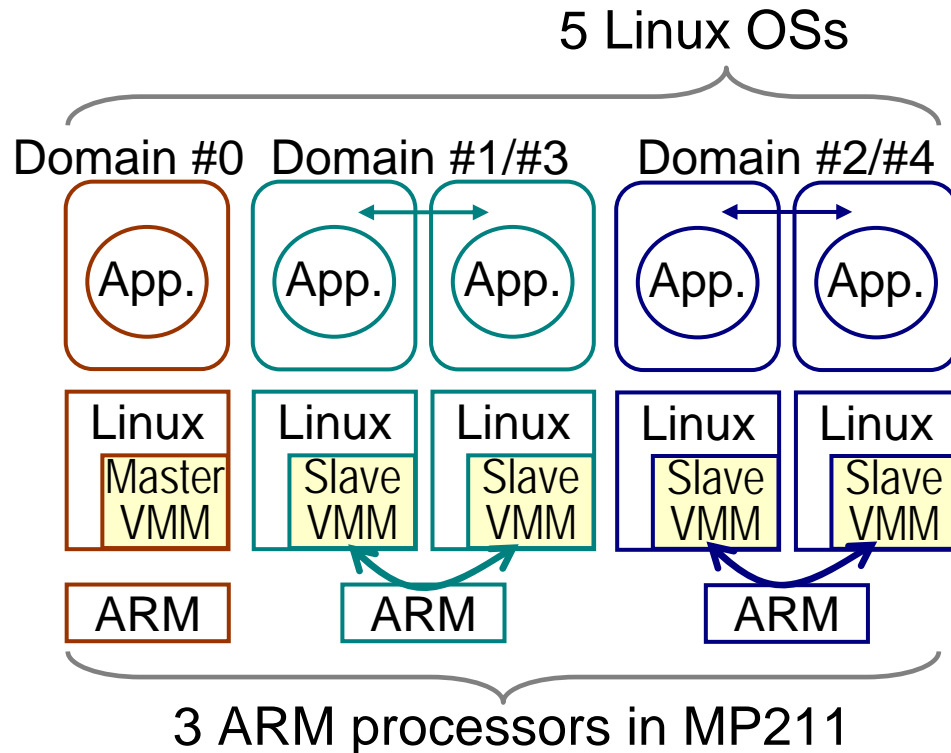 5 Linux OSs
Domain #0 Domain #1/#3 Domain #2/#4
App. App. App. App. App.
Linux Linux Linux Linux Linux
Master Slave Slave Slave Slave
VMM VMM VMM VMM VMM
ARM ARM ARM
3 ARM processors in MP211